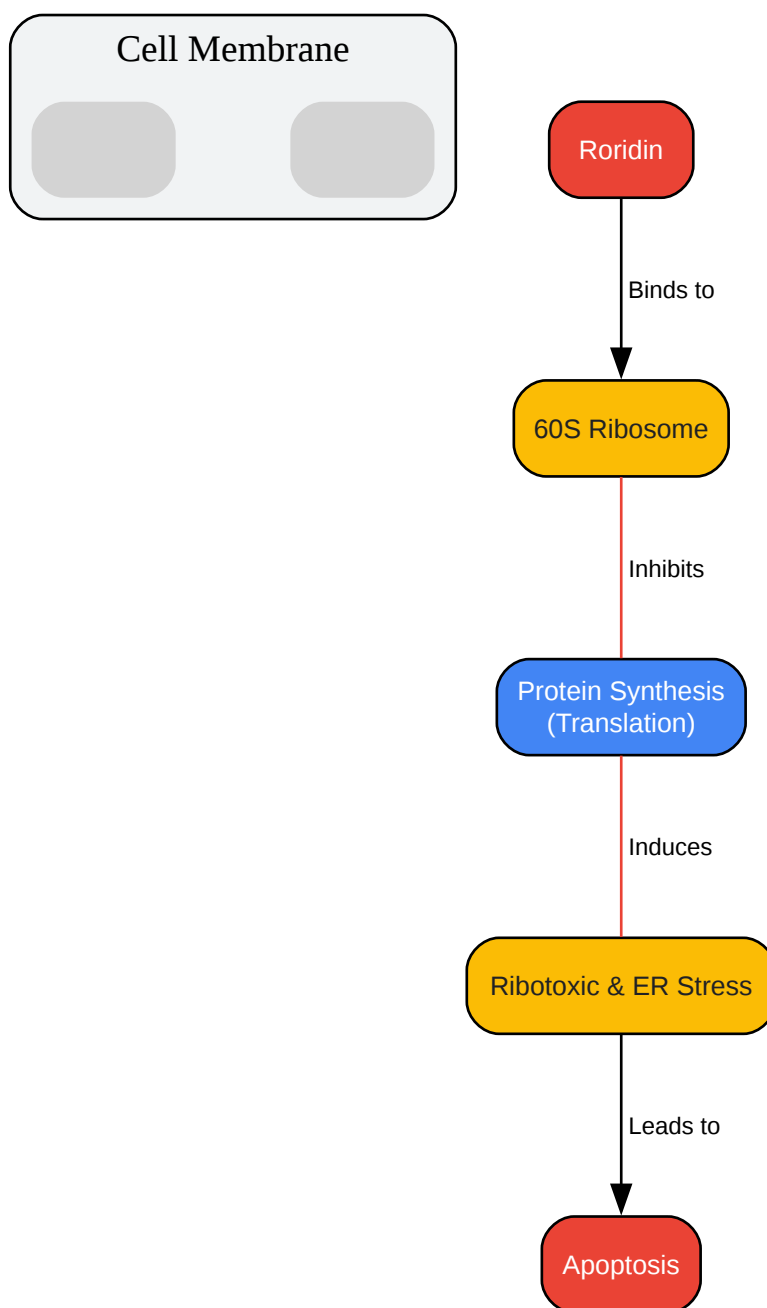 Cell Membrane
Roridin
Binds to
60S Ribosome
Inhibits
Protein Synthesis
(Translation)
Induces
Ribotoxic & ER Stress
Leads to
Apoptosis